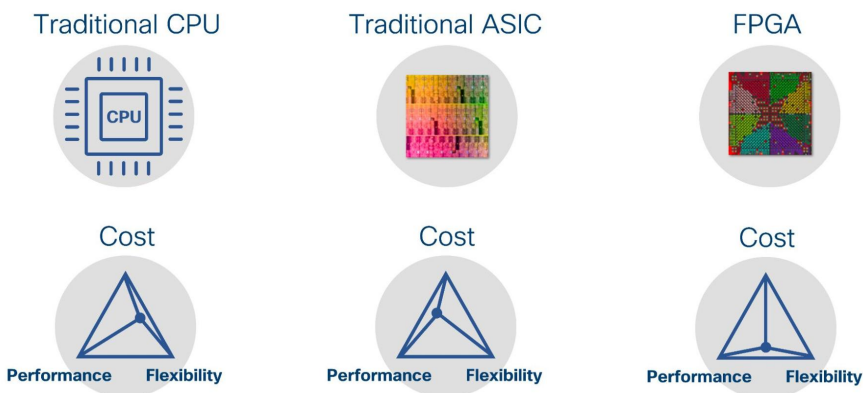 Traditional CPU
Traditional ASIC
FPGA
CPU
Cost
Cost
Cost
Performance Flexibility
Performance Flexibility
Performance Flexibility